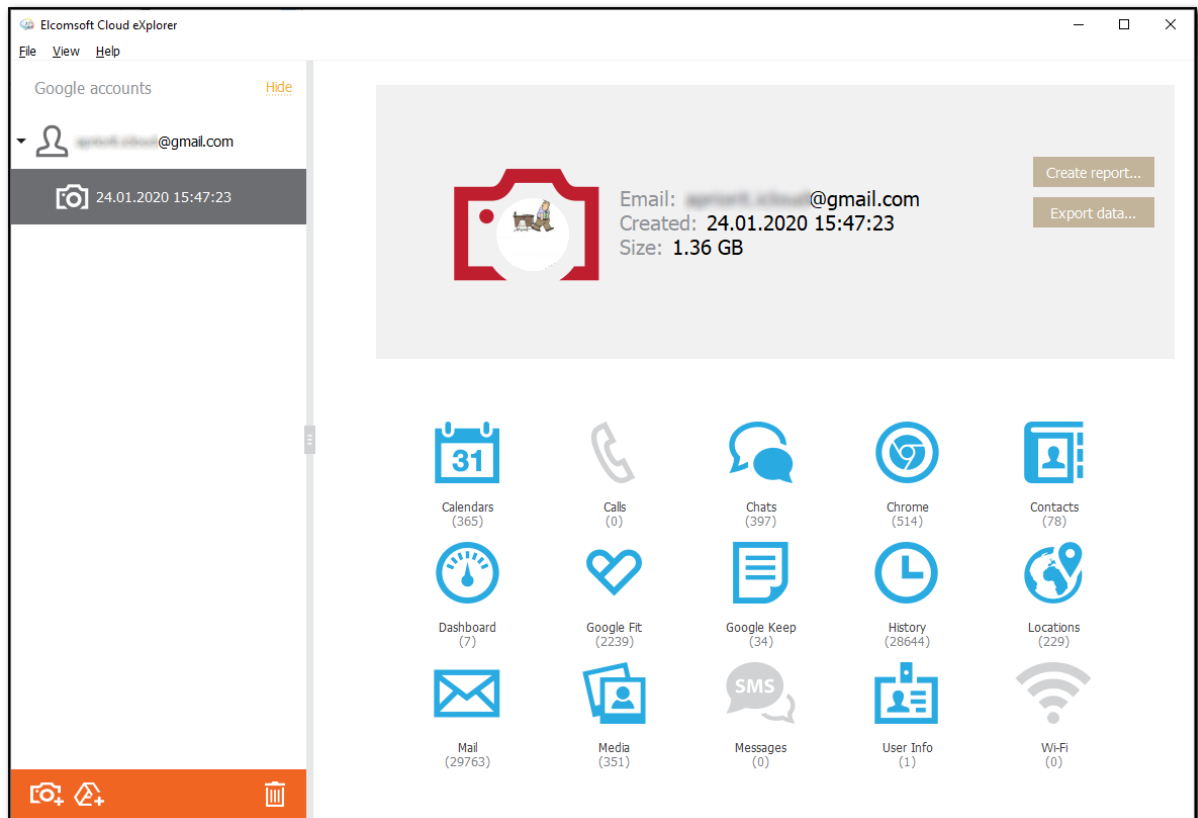 Elcomsoft Cloud eXplorer
File View Help
Google accounts Hide
@gmail.com
24.01.2020 15:47:23
Email: @gmail.com
Created: 24.01.2020 15:47:23
Size: 1.36 GB
Create report...
Export data...
31
Calendars Calls Chats Chrome Contacts
(365) (0) (397) (514) (78)
Dashboard Google Fit Google Keep History Locations
(7) (2239) (34) (28644) (229)
SMS
Mail Media Messages User Info Wi-Fi
(29763) (351) (0) (1) (0)